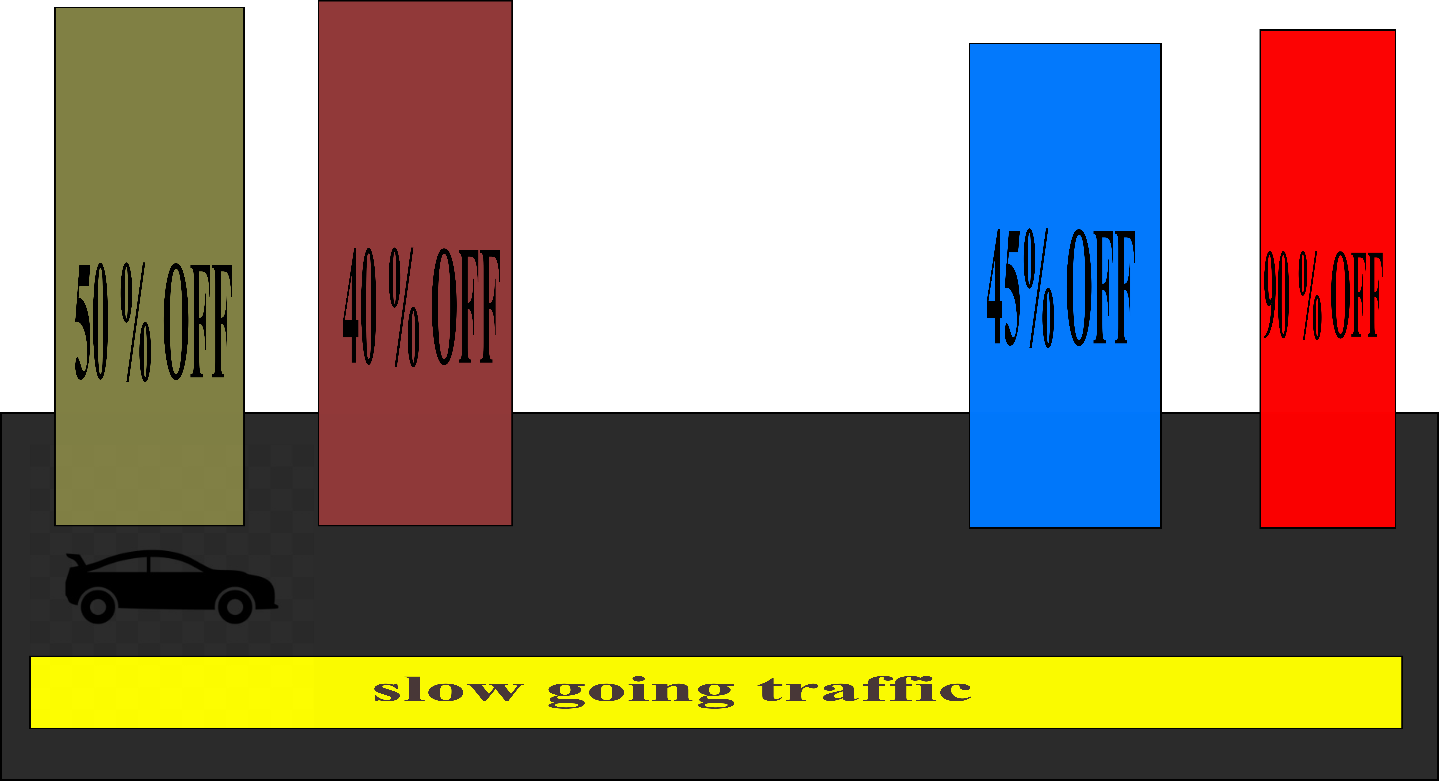 50 % OFF
40 % OFF
45% OFF
90 % OFF
slow going traffic